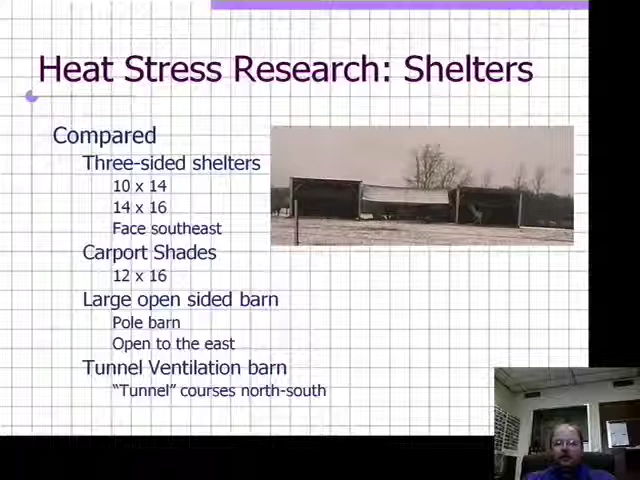 Heat Stress Research: Shelters
Compared
Three-sided shelters
10 x 14
14 x 16
Face southeast
Carport Shades
12 x 16
Large open sided barn
Pole barn
Open to the east
Tunnel Ventilation barn
“Tunnel” courses north-south